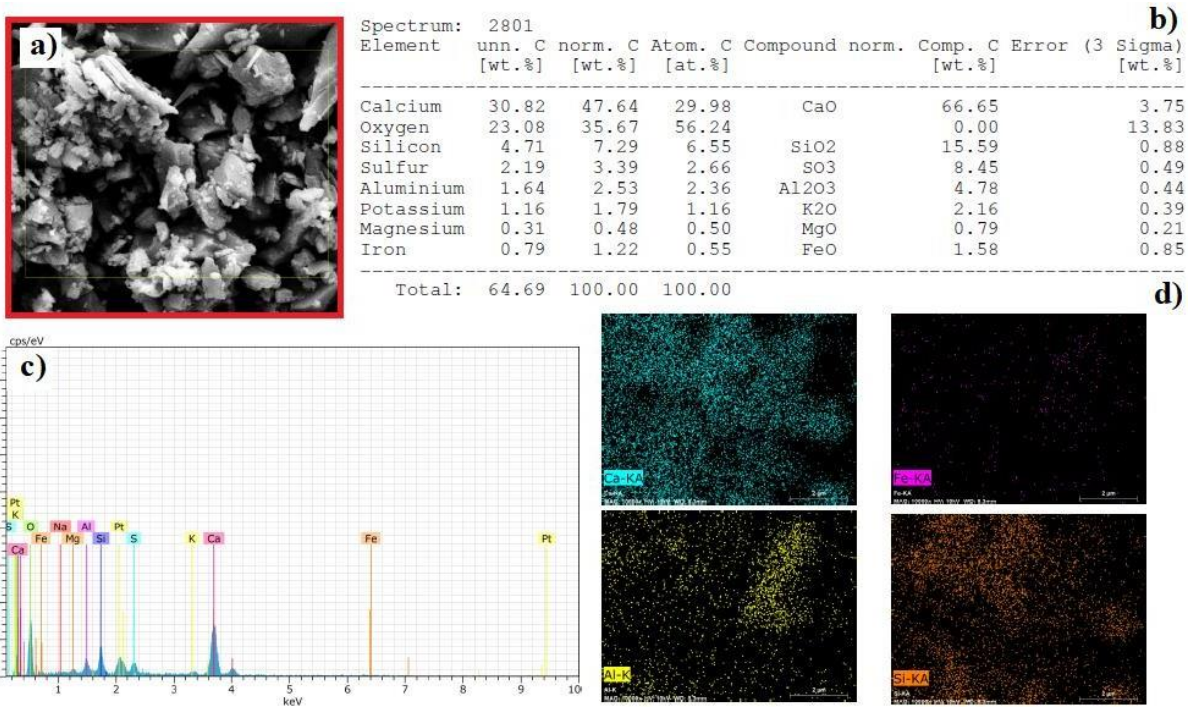 a)
b)
Spectrum: 2801
Element unn. C norm. C Atom. C Compound norm. Comp. C Error (3 Sigma)
[wt.%] [wt.%] [at.%] [wt.%] [wt.%]
Calcium 30.82 47.64 29.98 CaO 66.65 3.75
Oxygen 23.08 35.67 56.24 0.00 13.83
Silicon 4.71 7.29 6.55 SiO2 15.59 0.88
Sulfur 2.19 3.39 2.66 SO3 8.45 0.49
Aluminium 1.64 2.53 2.36 Al2O3 4.78 0.44
Potassium 1.16 1.79 1.16 K2O 2.16 0.39
Magnesium 0.31 0.48 0.50 MgO 0.79 0.21
Iron 0.79 1.22 0.55 FeO 1.58 0.85
Total: 64.69 100.00 100.00
c)
cps/eV
Pt
K
S O Na Al Pt
Fe Mg Si S K Ca Fe Pt
Ca
1 2 3 4 5 6 7 8 9 10
keV
d)
Ca-KA
2 µm
Fe-KA
Fe-KA
2 µm
Al-K
Al-K
2 µm
Si-KA
Si-KA
2 µm